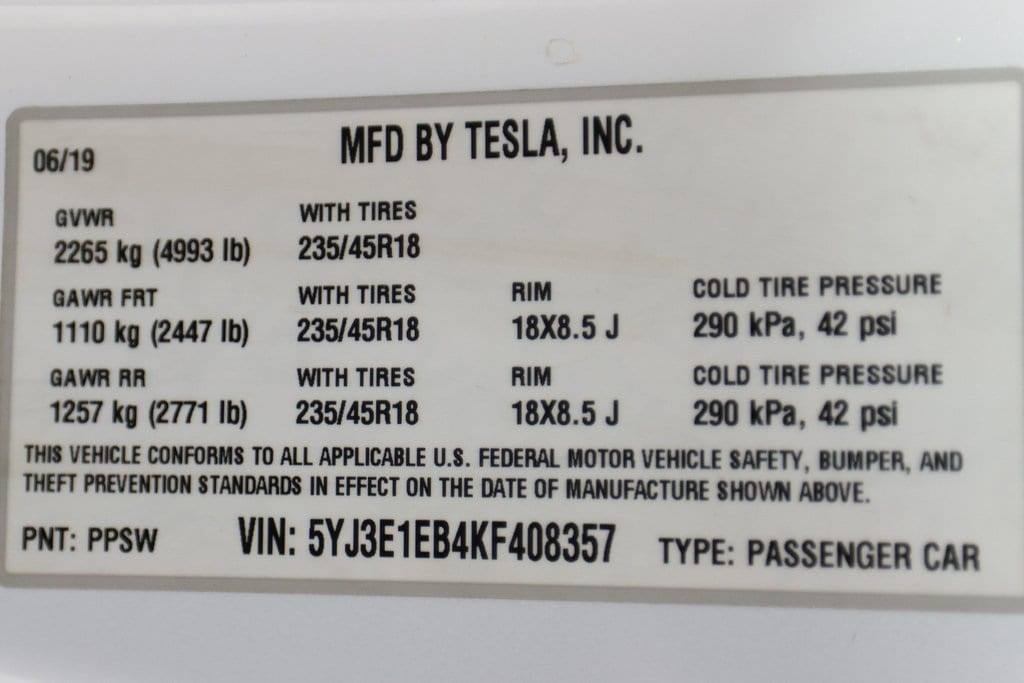 MFD BY TESLA, INC.
06/19
GVWR WITH TIRES
2265 kg (4993 lb) 235/45R18
GAWR FRT WITH TIRES RIM COLD TIRE PRESSURE
1110 kg (2447 lb) 235/45R18 18X8.5 J 290 kPa, 42 psi
GAWR RR WITH TIRES RIM COLD TIRE PRESSURE
1257 kg (2771 lb) 235/45R18 18X8.5 J 290 kPa, 42 psi
THIS VEHICLE CONFORMS TO ALL APPLICABLE U.S. FEDERAL MOTOR VEHICLE SAFETY, BUMPER, AND
THEFT PREVENTION STANDARDS IN EFFECT ON THE DATE OF MANUFACTURE SHOWN ABOVE.
PNT: PPSW VIN: 5YJ3E1EB4KF408357 TYPE: PASSENGER CAR